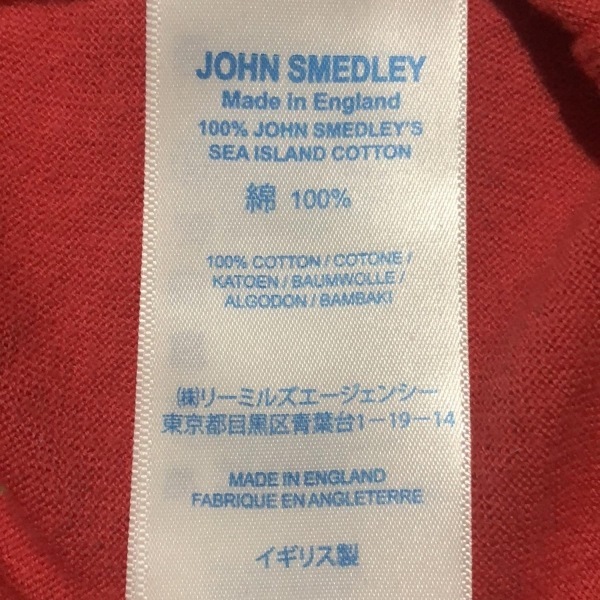 JOHN SMEDLEY
Made in England
100% JOHN SMEDLEY'S
SEA ISLAND COTTON
綿 100%
100% COTTON / COTONE /
KATOEN / BAUMWOLLE /
ALGODON / BAMBAKI
㈱リーミルズエージェンシー
東京都目黒区青葉台1-19-14
MADE IN ENGLAND
FABRIQUE EN ANGLETERRE
イギリス製